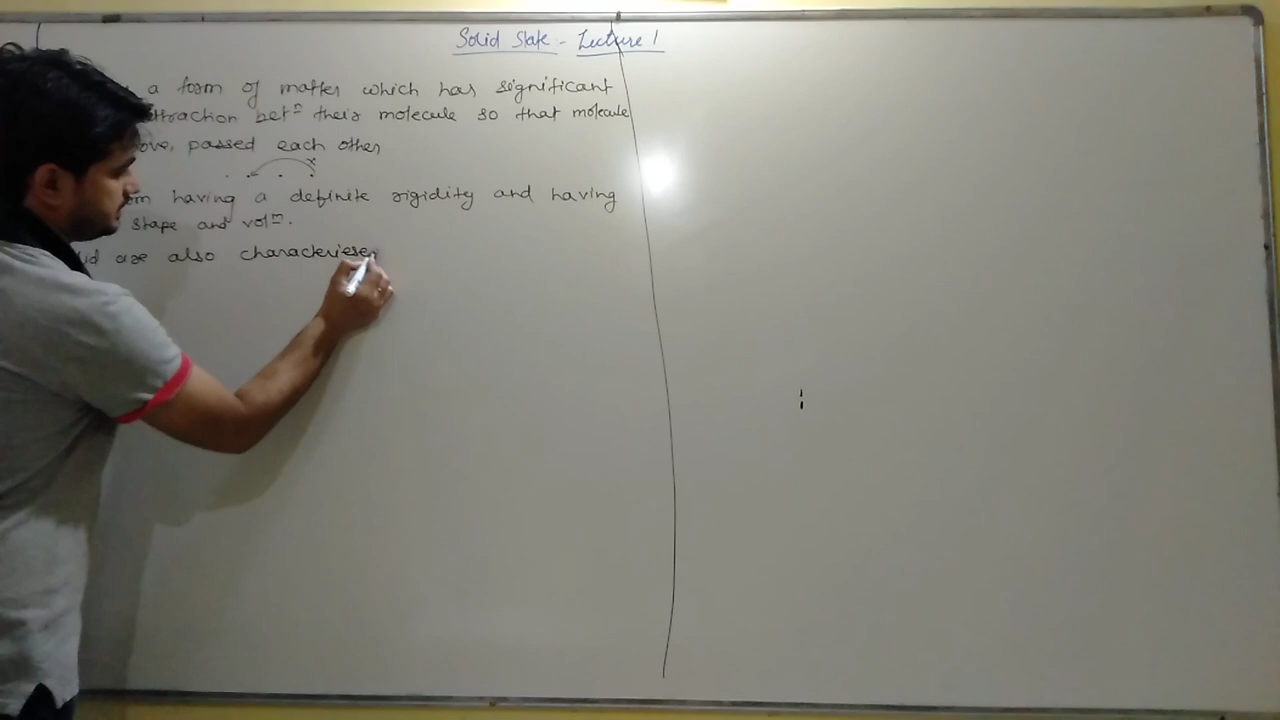 Solid State - Lecture 1
a form of matter which has significant
attraction betⁿ their molecule so that molecule
passed each other
having a definite rigidity and having
shape and volᵐ.
are also characteriese